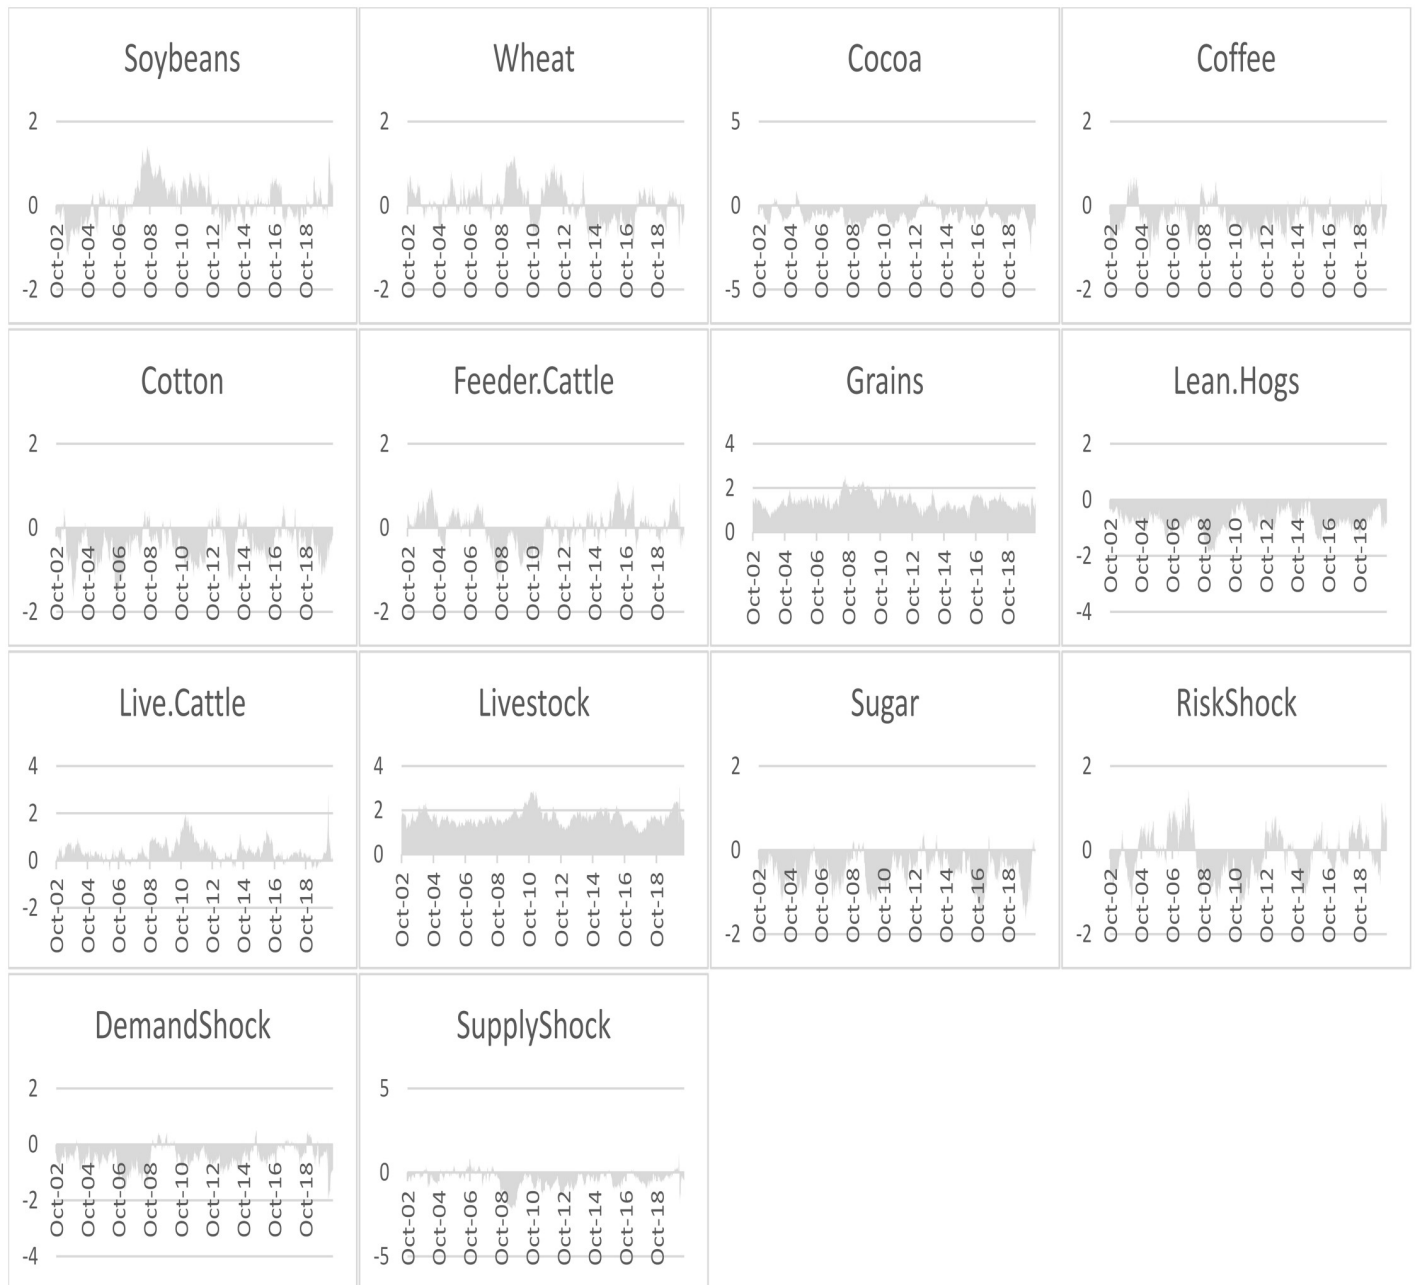 Soybeans
2
0
-2
Oct-02
Oct-04
Oct-06
Oct-08
Oct-10
Oct-12
Oct-14
Oct-16
Oct-18
Wheat
2
0
-2
Oct-02
Oct-04
Oct-06
Oct-08
Oct-10
Oct-12
Oct-14
Oct-16
Oct-18
Cocoa
5
0
-5
Oct-02
Oct-04
Oct-06
Oct-08
Oct-10
Oct-12
Oct-14
Oct-16
Oct-18
Coffee
2
0
-2
Oct-02
Oct-04
Oct-06
Oct-08
Oct-10
Oct-12
Oct-14
Oct-16
Oct-18
Cotton
2
0
-2
Oct-02
Oct-04
Oct-06
Oct-08
Oct-10
Oct-12
Oct-14
Oct-16
Oct-18
Feeder.Cattle
2
0
-2
Oct-02
Oct-04
Oct-06
Oct-08
Oct-10
Oct-12
Oct-14
Oct-16
Oct-18
Grains
4
2
0
Oct-02
Oct-04
Oct-06
Oct-08
Oct-10
Oct-12
Oct-14
Oct-16
Oct-18
Lean.Hogs
2
0
-2
-4
Oct-02
Oct-04
Oct-06
Oct-08
Oct-10
Oct-12
Oct-14
Oct-16
Oct-18
Live.Cattle
4
2
0
-2
Oct-02
Oct-04
Oct-06
Oct-08
Oct-10
Oct-12
Oct-14
Oct-16
Oct-18
Livestock
4
2
0
Oct-02
Oct-04
Oct-06
Oct-08
Oct-10
Oct-12
Oct-14
Oct-16
Oct-18
Sugar
2
0
-2
Oct-02
Oct-04
Oct-06
Oct-08
Oct-10
Oct-12
Oct-14
Oct-16
Oct-18
RiskShock
2
0
-2
Oct-02
Oct-04
Oct-06
Oct-08
Oct-10
Oct-12
Oct-14
Oct-16
Oct-18
DemandShock
2
0
-2
-4
Oct-02
Oct-04
Oct-06
Oct-08
Oct-10
Oct-12
Oct-14
Oct-16
Oct-18
SupplyShock
5
0
-5
Oct-02
Oct-04
Oct-06
Oct-08
Oct-10
Oct-12
Oct-14
Oct-16
Oct-18